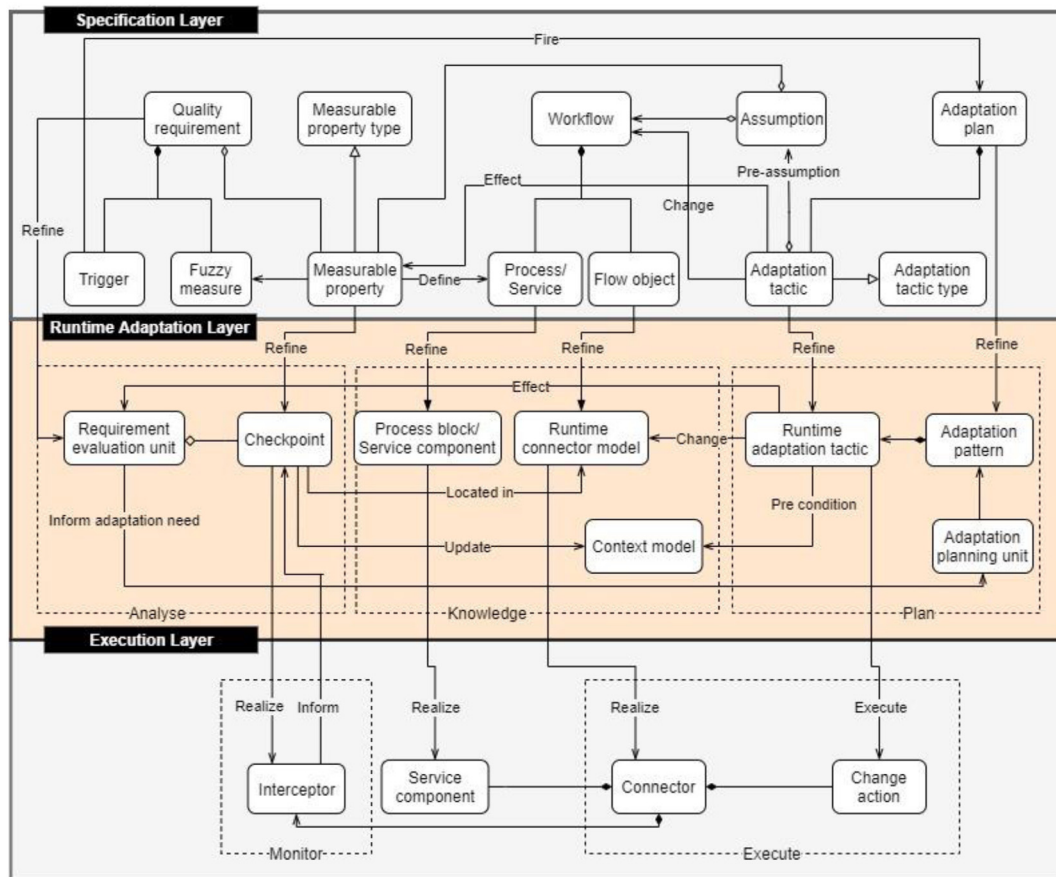 Specification Layer
Fire
Quality
requirement
Measurable
property type
Workflow
Assumption
Adaptation
plan
Pre-assumption
Effect
Change
Refine
Trigger
Fuzzy
measure
Measurable
property
Define
Process/
Service
Flow object
Adaptation
tactic
Adaptation
tactic type
Runtime Adaptation Layer
Refine
Refine
Refine
Refine
Refine
Effect
Requirement
evaluation unit
Checkpoint
Process block/
Service component
Runtime
connector model
Change
Runtime
adaptation tactic
Adaptation
pattern
Located in
Pre condition
Inform adaptation need
Update
Context model
Adaptation
planning unit
Analyse
Knowledge
Plan
Execution Layer
Realize
Inform
Realize
Realize
Execute
Interceptor
Service
component
Connector
Change
action
Monitor
Execute